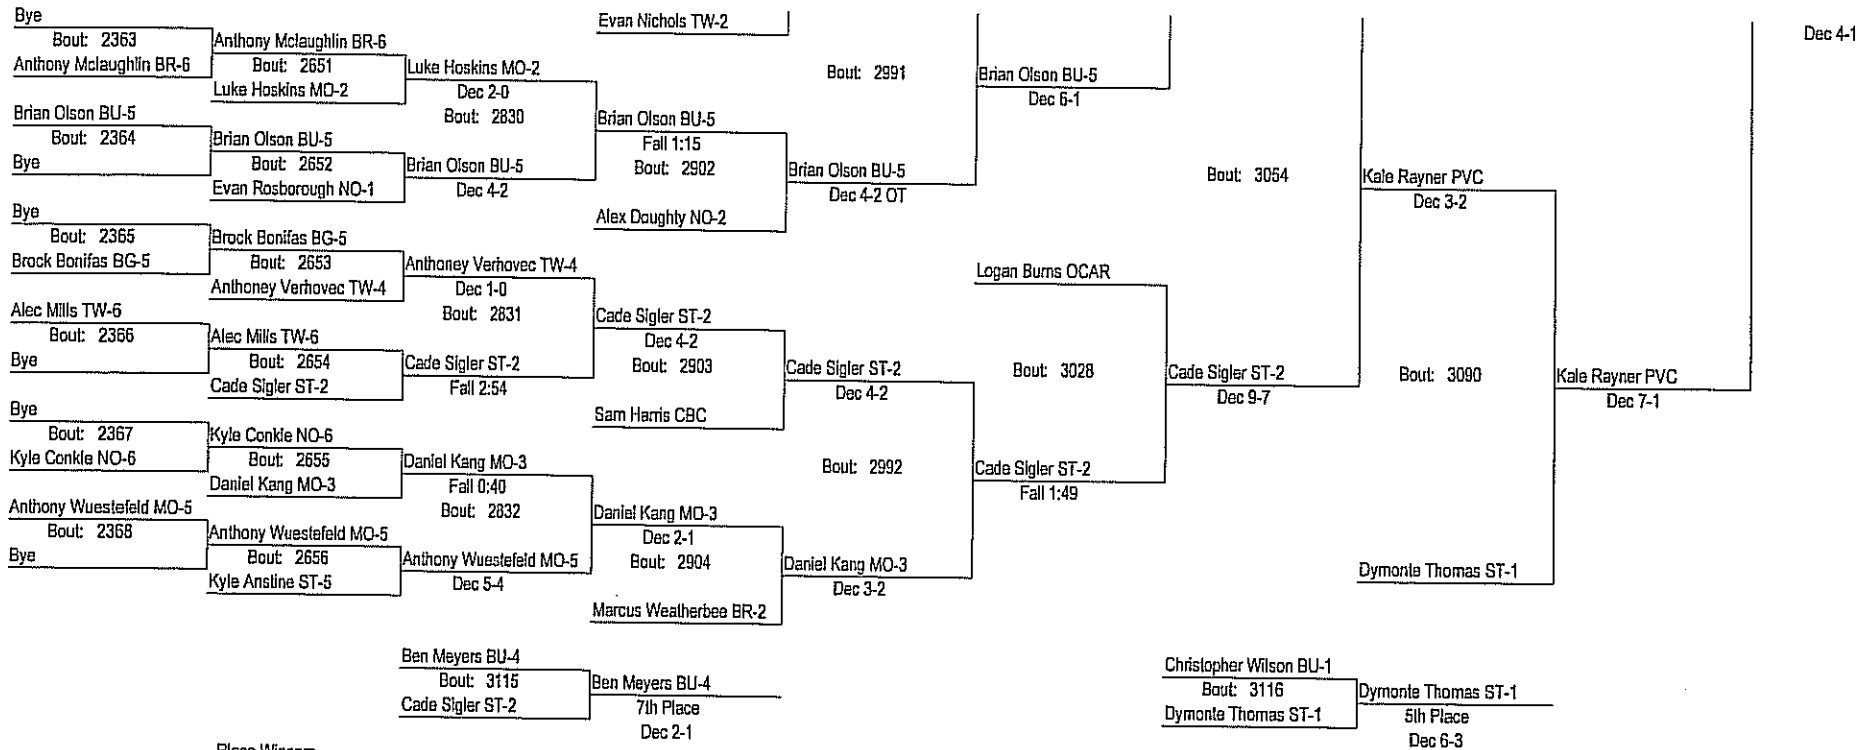 Bye
Bout: 2363
Anthony Mclaughlin BR-6
Anthony Mclaughlin BR-6
Bout: 2651
Luke Hoskins MO-2
Luke Hoskins MO-2
Dec 2-0
Bout: 2830
Brian Olson BU-5
Bout: 2364
Bye
Brian Olson BU-5
Bout: 2652
Evan Rosborough NO-1
Brian Olson BU-5
Dec 4-2
Evan Nichols TW-2
Brian Olson BU-5
Fall 1:15
Bout: 2902
Alex Doughty NO-2
Brian Olson BU-5
Dec 4-2 OT
Bout: 2991
Brian Olson BU-5
Dec 6-1
Bye
Bout: 2365
Brock Bonifas BG-5
Brock Bonifas BG-5
Bout: 2653
Anthoney Verhovec TW-4
Anthoney Verhovec TW-4
Dec 1-0
Bout: 2831
Alec Mills TW-6
Bout: 2366
Bye
Alec Mills TW-6
Bout: 2654
Cade Sigler ST-2
Cade Sigler ST-2
Fall 2:54
Cade Sigler ST-2
Dec 4-2
Bout: 2903
Sam Harris CBC
Cade Sigler ST-2
Dec 4-2
Bye
Bout: 2367
Kyle Conkle NO-6
Kyle Conkle NO-6
Bout: 2655
Daniel Kang MO-3
Daniel Kang MO-3
Fall 0:40
Bout: 2832
Anthony Wuestefeld MO-5
Bout: 2368
Bye
Anthony Wuestefeld MO-5
Bout: 2656
Kyle Ansline ST-5
Anthony Wuestefeld MO-5
Dec 5-4
Daniel Kang MO-3
Dec 2-1
Bout: 2904
Marcus Weatherbee BR-2
Daniel Kang MO-3
Dec 3-2
Bout: 2992
Cade Sigler ST-2
Fall 1:49
Logan Burns OCAR
Bout: 3028
Cade Sigler ST-2
Dec 9-7
Bout: 3054
Kale Rayner PVC
Dec 3-2
Bout: 3090
Dymonte Thomas ST-1
Kale Rayner PVC
Dec 7-1
Dec 4-1
Ben Meyers BU-4
Bout: 3115
Cade Sigler ST-2
Ben Meyers BU-4
7th Place
Dec 2-1
Christopher Wilson BU-1
Bout: 3116
Dymonte Thomas ST-1
Dymonte Thomas ST-1
5th Place
Dec 6-3